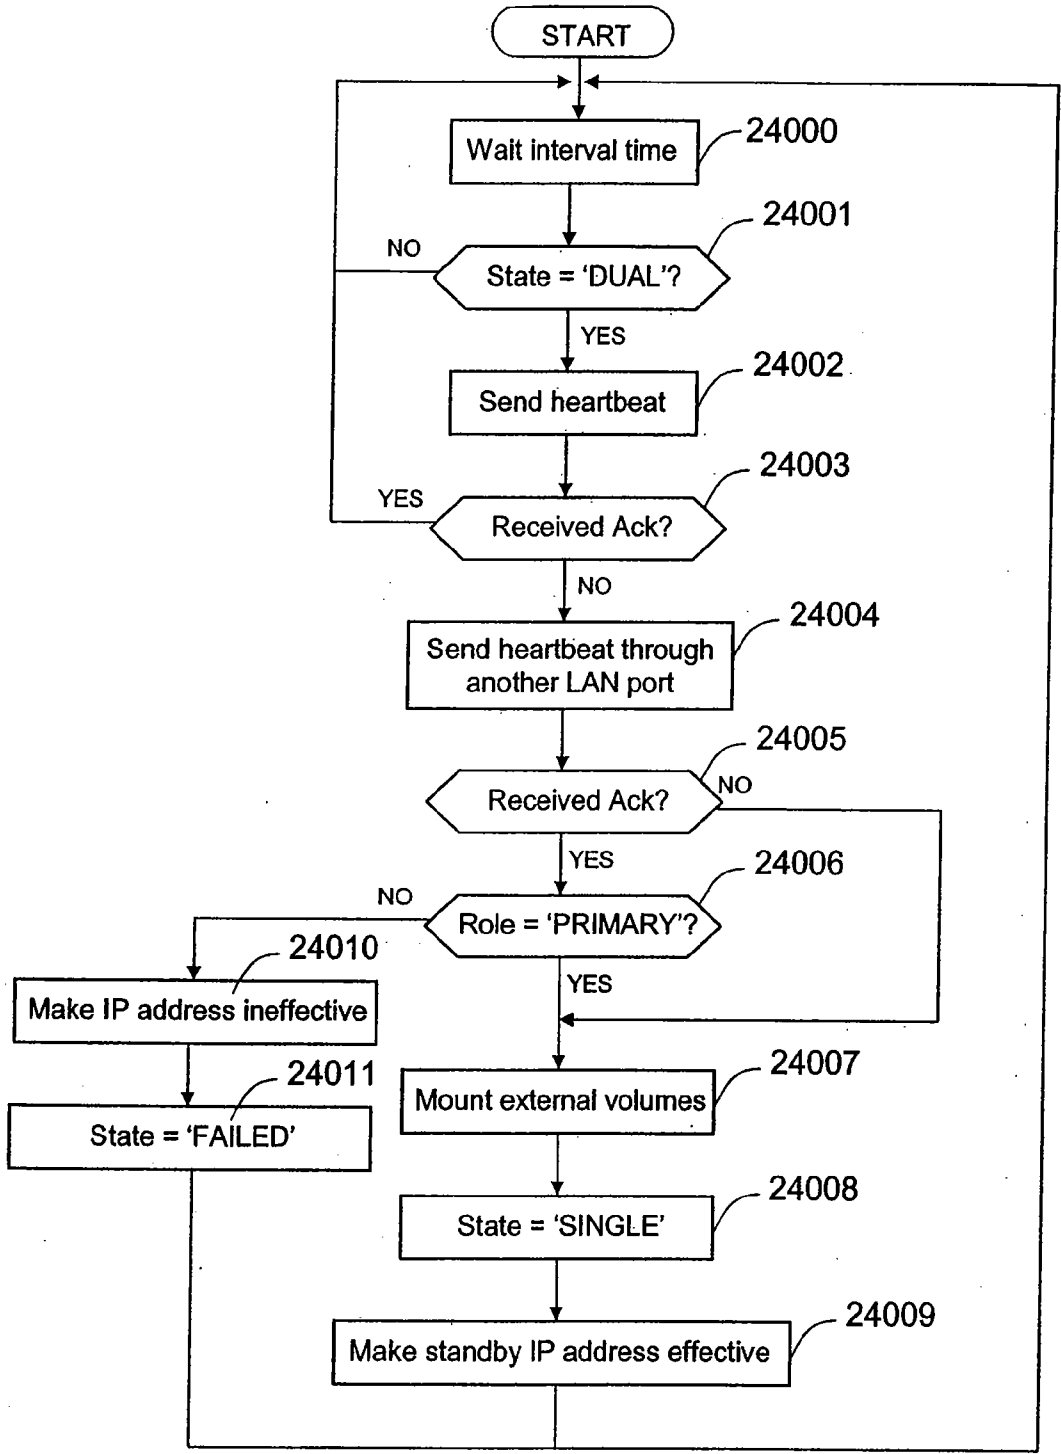 START
Wait interval time
24000
24001
NO
State = ‘DUAL’?
YES
24002
Send heartbeat
24003
YES
Received Ack?
NO
24004
Send heartbeat through
another LAN port
24005
Received Ack?
NO
YES
24006
NO
Role = ‘PRIMARY’?
24010
YES
Make IP address ineffective
24007
24011
Mount external volumes
State = ‘FAILED’
24008
State = ‘SINGLE’
24009
Make standby IP address effective